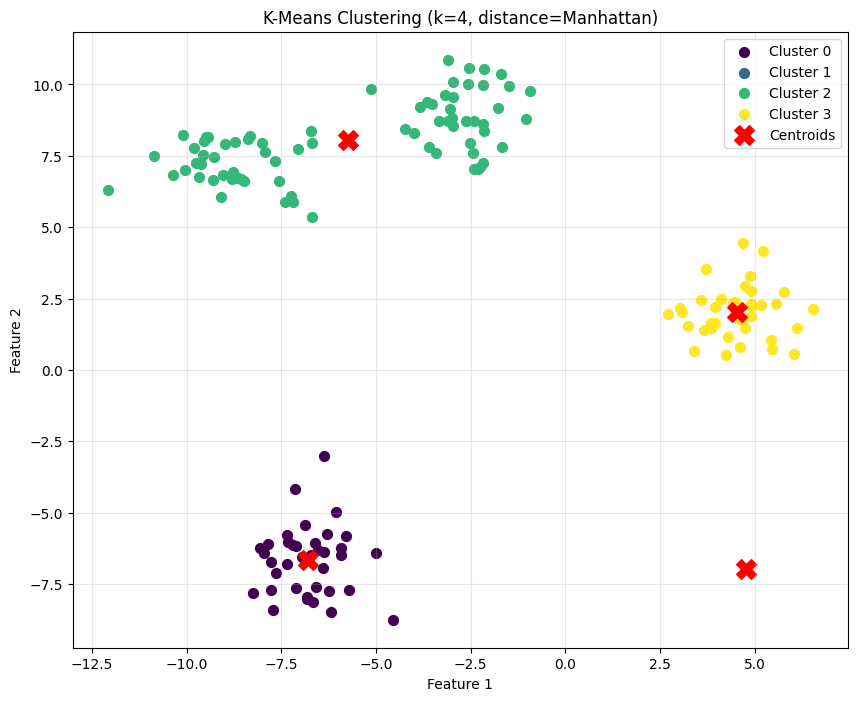 K-Means Clustering (k=4, distance=Manhattan)
Cluster 0
Cluster 1
Cluster 2
Cluster 3
Centroids
10.0
7.5
5.0
2.5
0.0
−2.5
−5.0
−7.5
Feature 2
−12.5 −10.0 −7.5 −5.0 −2.5 0.0 2.5 5.0
Feature 1